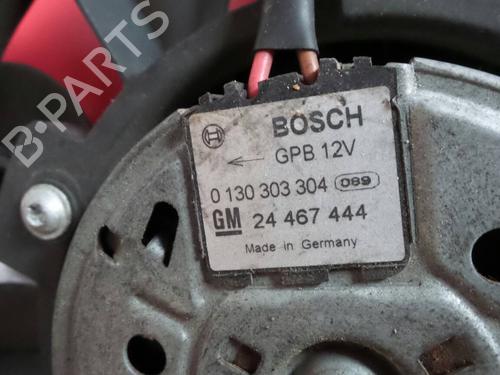 B-PARTS
BOSCH
GPB 12V
0 130 303 304 089
GM 24 467 444
Made in Germany